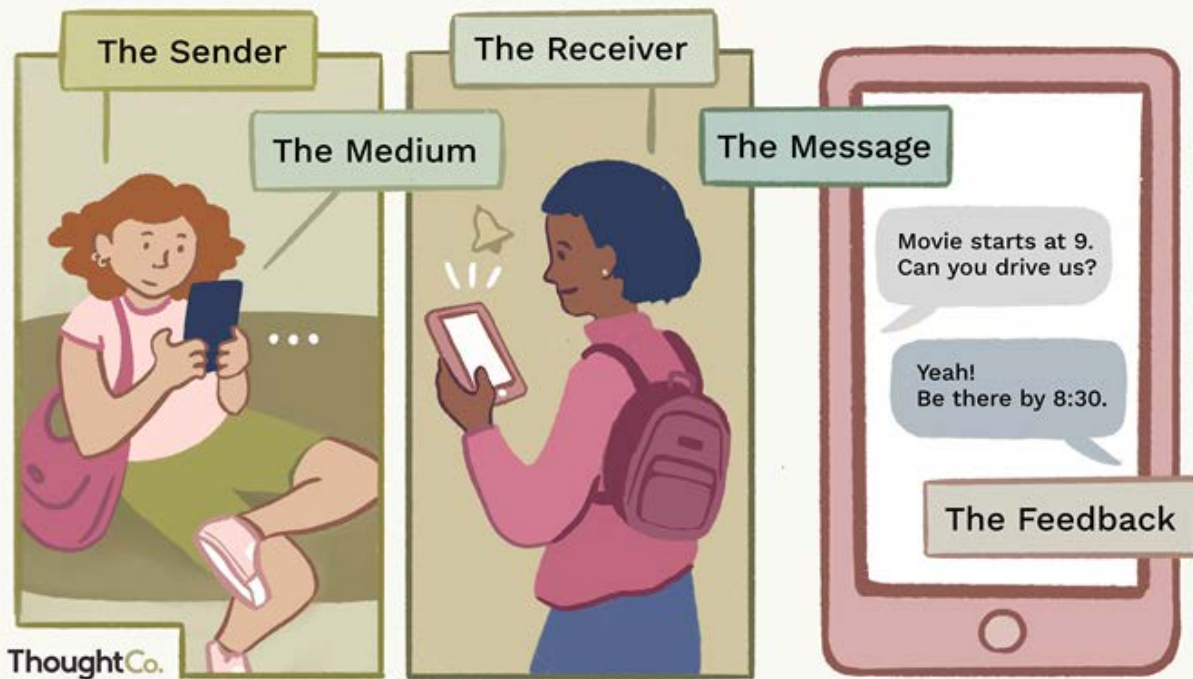 The Sender
The Medium
The Receiver
The Message
Movie starts at 9.
Can you drive us?
Yeah!
Be there by 8:30.
The Feedback
ThoughtCo.